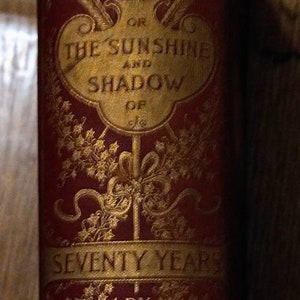 OR
THE SUNSHINE
AND
SHADOW
OF
SEVENTY YEARS